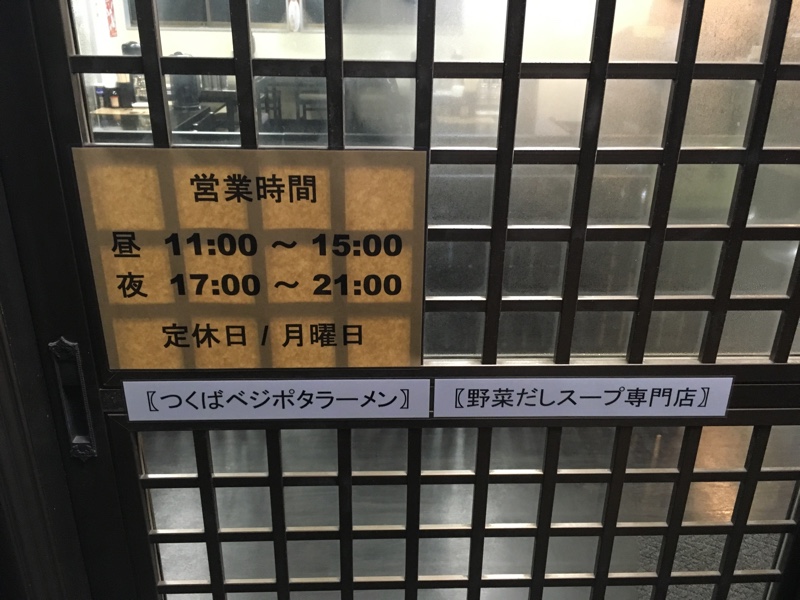 営業時間
昼 11:00 ～ 15:00
夜 17:00 ～ 21:00
定休日 / 月曜日
〖つくばベジポタラーメン〗
〖野菜だしスープ専門店〗